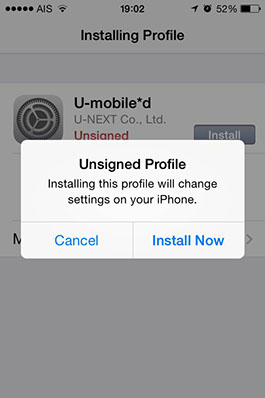 AIS 19:02 52%
Installing Profile
U-mobile*d
U-NEXT Co., Ltd.
Unsigned Install
Unsigned Profile
Installing this profile will change
settings on your iPhone.
Cancel Install Now
M